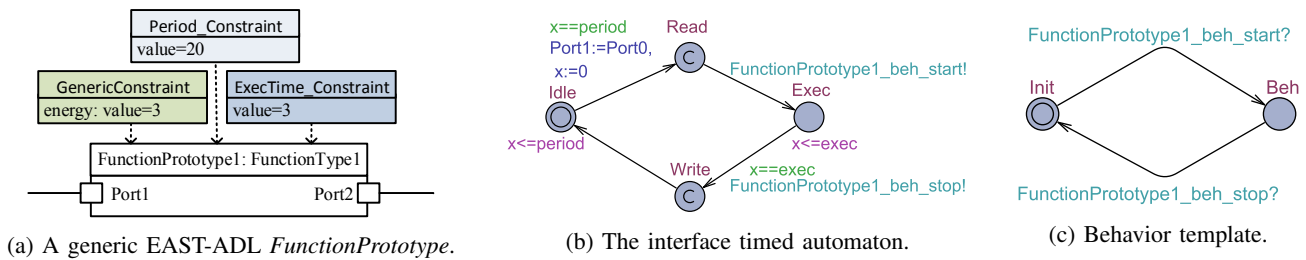 Period_Constraint
value=20
GenericConstraint
energy: value=3
ExecTime_Constraint
value=3
FunctionPrototype1: FunctionType1
Port1
Port2
(a) A generic EAST-ADL FunctionPrototype.
x==period
Port1:=Port0,
x:=0
Read
C
FunctionPrototype1_beh_start!
Idle
Exec
x<=period
x<=exec
Write
x==exec
C
FunctionPrototype1_beh_stop!
(b) The interface timed automaton.
FunctionPrototype1_beh_start?
Init
Beh
FunctionPrototype1_beh_stop?
(c) Behavior template.